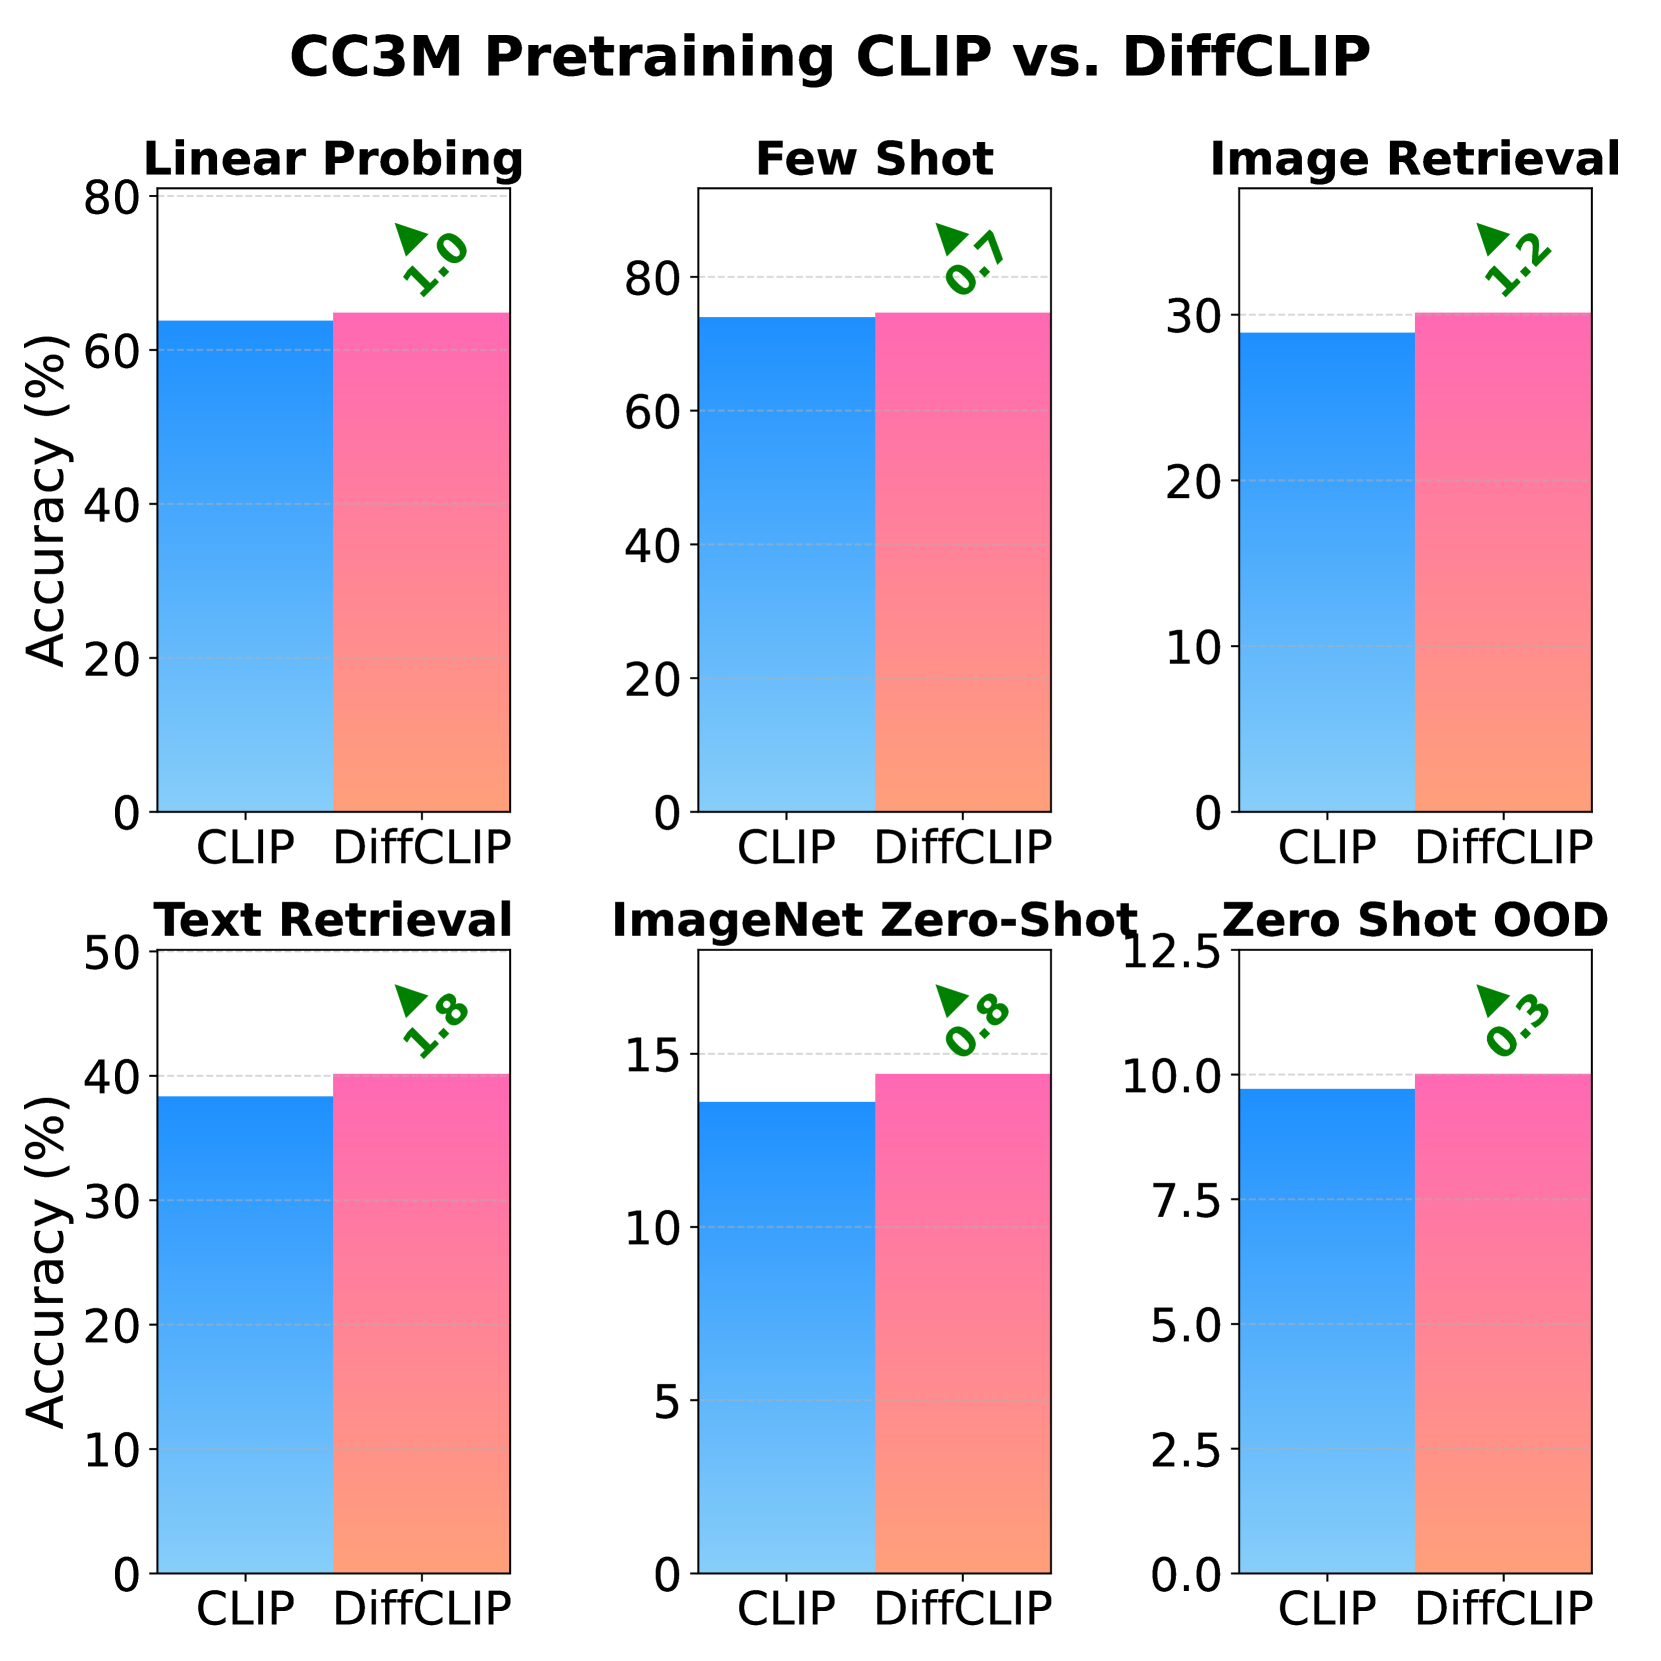 CC3M Pretraining CLIP vs. DiffCLIP
Linear Probing
Accuracy (%)
80
60
40
20
0
1.0
CLIP DiffCLIP
Few Shot
80
60
40
20
0
0.7
CLIP DiffCLIP
Image Retrieval
30
20
10
0
1.2
CLIP DiffCLIP
Text Retrieval
Accuracy (%)
50
40
30
20
10
0
1.8
CLIP DiffCLIP
ImageNet Zero-Shot
15
10
5
0
0.8
CLIP DiffCLIP
Zero Shot OOD
12.5
10.0
7.5
5.0
2.5
0.0
0.3
CLIP DiffCLIP